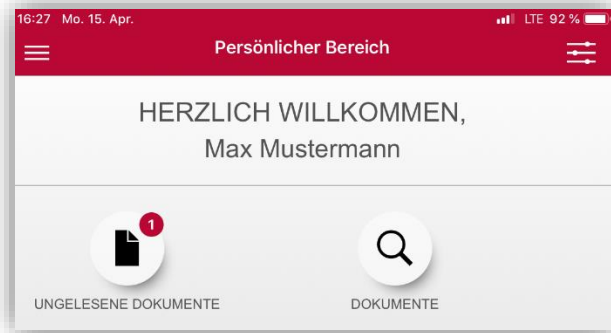 16:27 Mo. 15. Apr.
LTE 92 %
Persönlicher Bereich
HERZLICH WILLKOMMEN,
Max Mustermann
1
UNGELESENE DOKUMENTE
DOKUMENTE